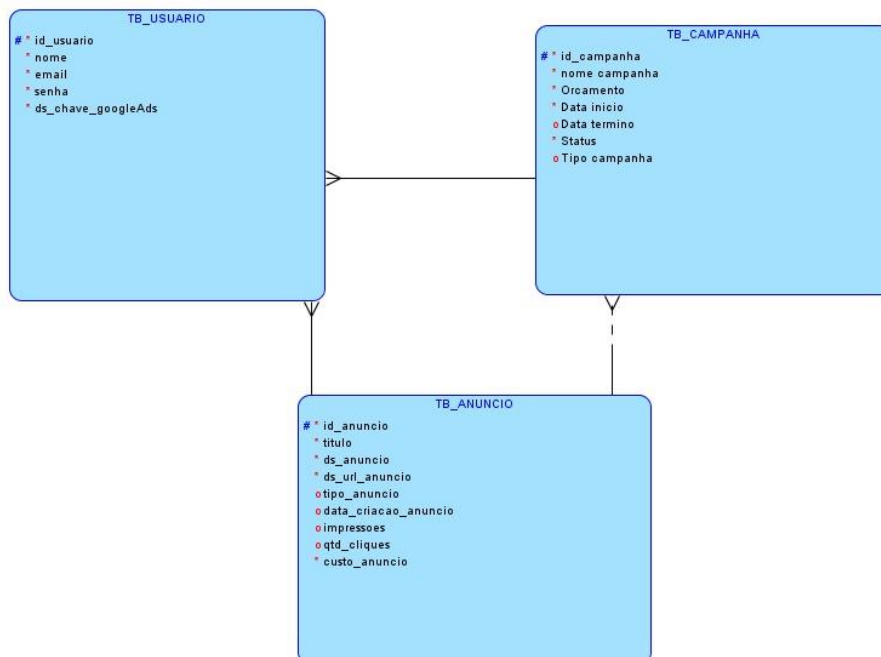 TB_USUARIO
# * id_usuario
* nome
* email
* senha
* ds_chave_googleAds
TB_CAMPANHA
# * id_campanha
* nome campanha
* Orcamento
* Data inicio
o Data termino
* Status
o Tipo campanha
TB_ANUNCIO
# * id_anuncio
* titulo
* ds_anuncio
* ds_url_anuncio
o tipo_anuncio
o data_criacao_anuncio
o impressoes
o qtd_cliques
* custo_anuncio